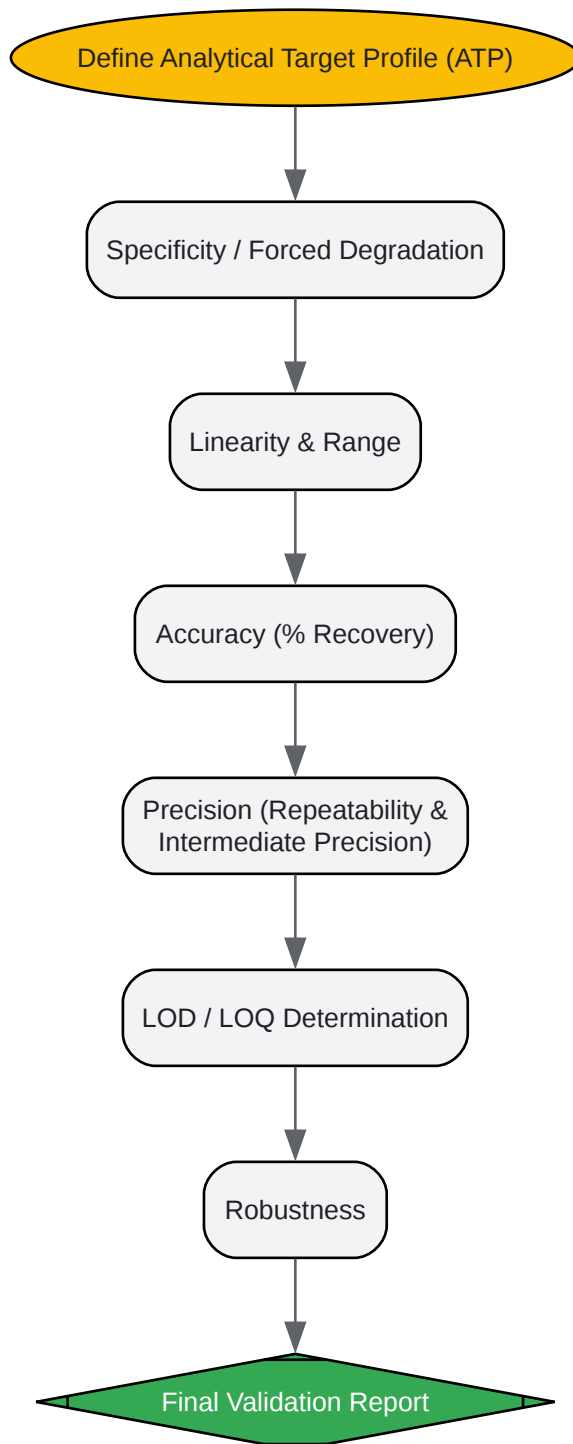 Define Analytical Target Profile (ATP)
Specificity / Forced Degradation
Linearity & Range
Accuracy (% Recovery)
Precision (Repeatability &
Intermediate Precision)
LOD / LOQ Determination
Robustness
Final Validation Report